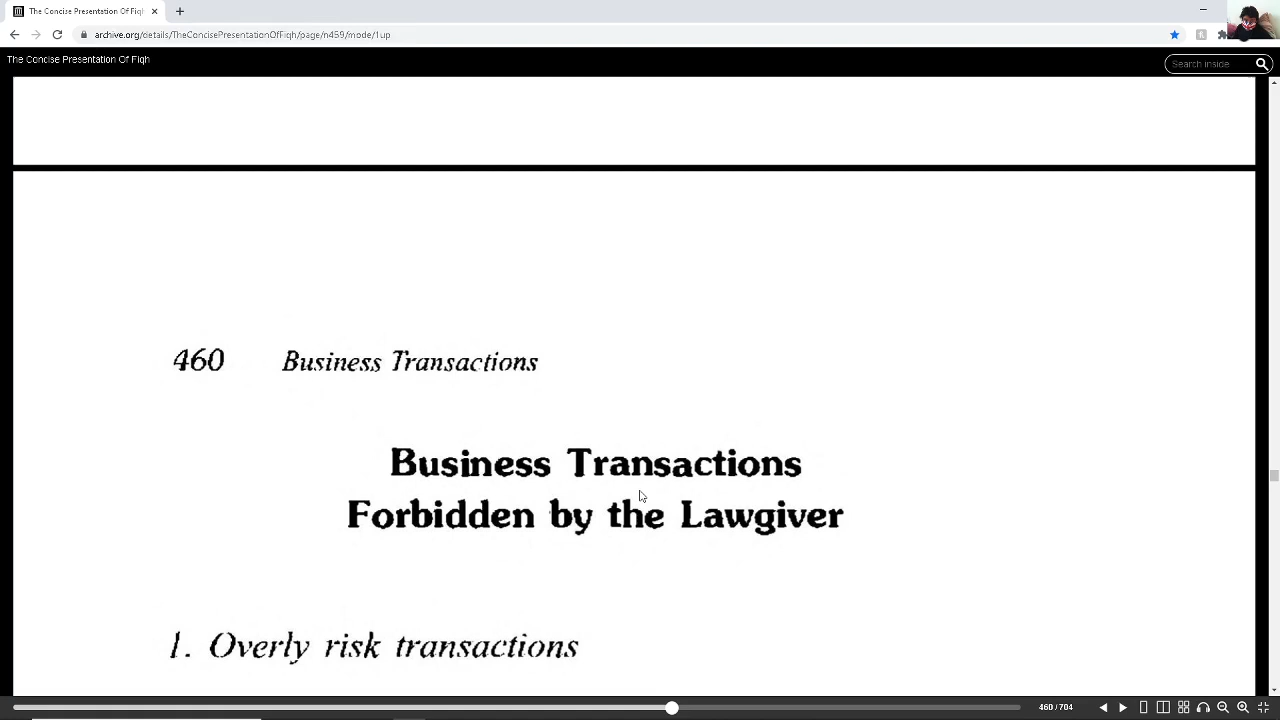 The Concise Presentation Of Fiqh
archive.org/details/TheConcisePresentationOfFiqh/page/n459/mode/1up
The Concise Presentation Of Fiqh
Search inside
460 Business Transactions
Business Transactions
Forbidden by the Lawgiver
1. Overly risk transactions
460 / 704